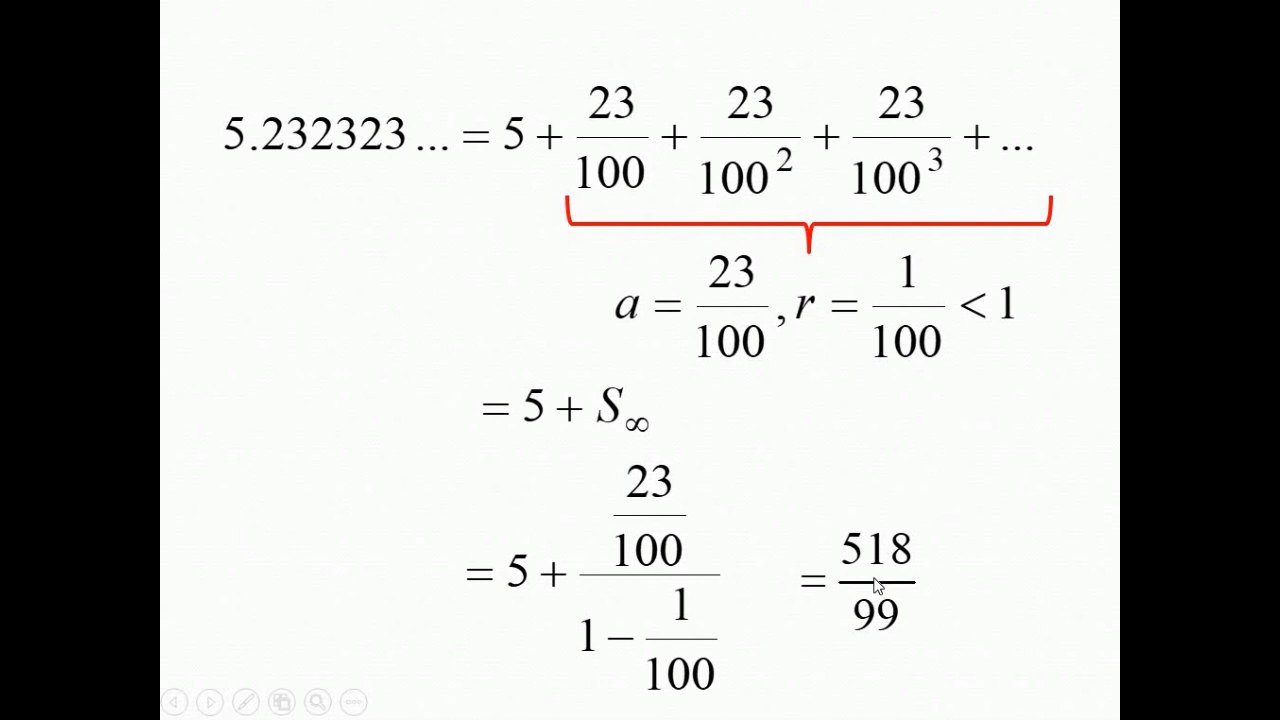 5.232323... = 5 + 23/100 + 23/100² + 23/100³ + ...
a = 23/100, r = 1/100 < 1
= 5 + S∞
= 5 + (23/100)/(1 − 1/100) = 518/99